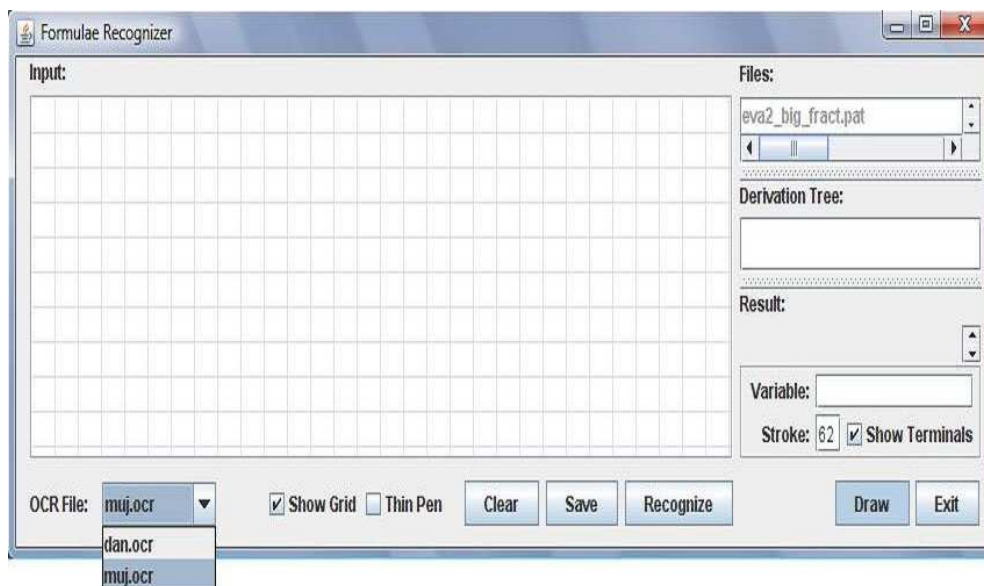 Formulae Recognizer
Input:
Files:
eva2_big_fract.pat
Derivation Tree:
Result:
Variable:
Stroke: 62 Show Terminals
OCR File: muj.ocr Show Grid Thin Pen Clear Save Recognize Draw Exit
dan.ocr
muj.ocr